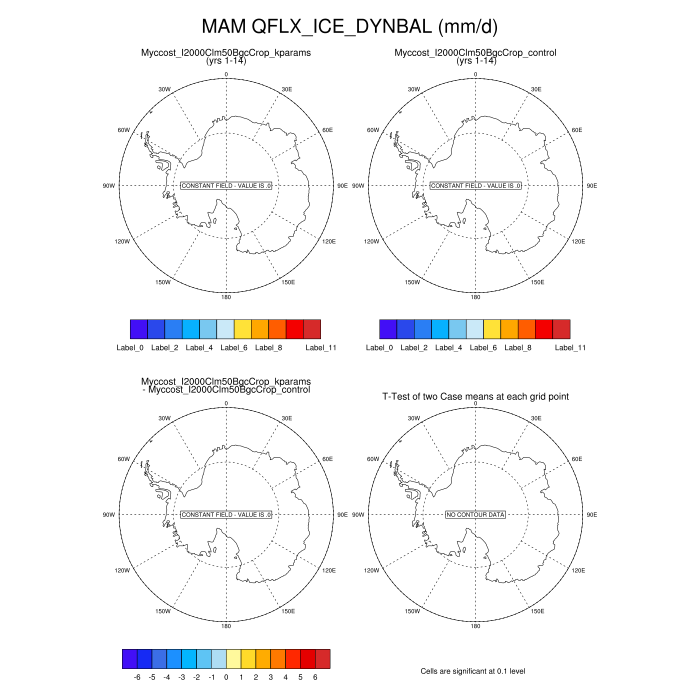 MAM QFLX_ICE_DYNBAL (mm/d)
Myccost_I2000Clm50BgcCrop_kparams
(yrs 1-14)
0
30W 30E
60W 60E
90W 90E
CONSTANT FIELD - VALUE IS .0
120W 120E
150W 150E
180
Label_0 Label_2 Label_4 Label_6 Label_8 Label_11
Myccost_I2000Clm50BgcCrop_control
(yrs 1-14)
0
30W 30E
60W 60E
90W 90E
CONSTANT FIELD - VALUE IS .0
120W 120E
150W 150E
180
Label_0 Label_2 Label_4 Label_6 Label_8 Label_11
Myccost_I2000Clm50BgcCrop_kparams
- Myccost_I2000Clm50BgcCrop_control
0
30W 30E
60W 60E
90W 90E
CONSTANT FIELD - VALUE IS .0
120W 120E
150W 150E
180
-6 -5 -4 -3 -2 -1 0 1 2 3 4 5 6
T-Test of two Case means at each grid point
0
30W 30E
60W 60E
90W 90E
NO CONTOUR DATA
120W 120E
150W 150E
180
Cells are significant at 0.1 level